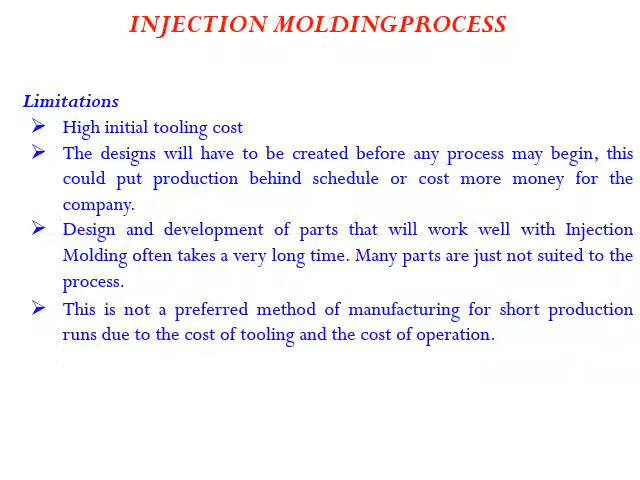 INJECTION MOLDINGPROCESS
Limitations
➢ High initial tooling cost
➢ The designs will have to be created before any process may begin, this
could put production behind schedule or cost more money for the
company.
➢ Design and development of parts that will work well with Injection
Molding often takes a very long time. Many parts are just not suited to the
process.
➢ This is not a preferred method of manufacturing for short production
runs due to the cost of tooling and the cost of operation.